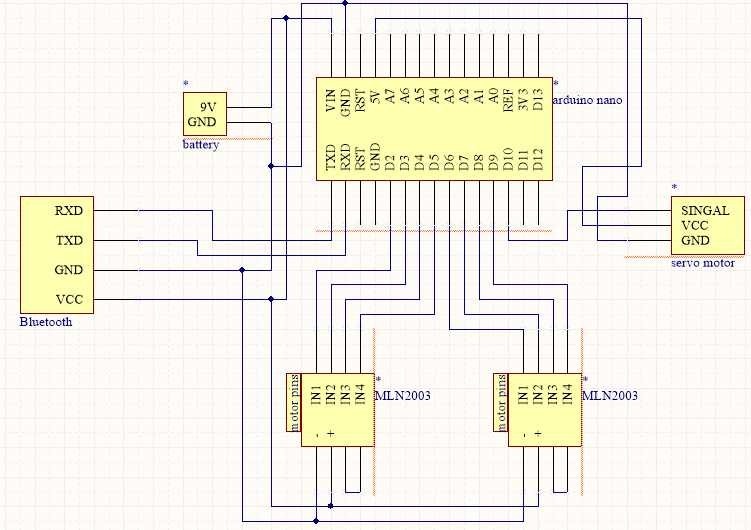 *
9V
GND
battery
VIN GND RST 5V A7 A6 A5 A4 A3 A2 A1 A0 REF 3V3 D13
*
arduino nano
TXD RXD RST GND D2 D3 D4 D5 D6 D7 D8 D9 D10 D11 D12
RXD
TXD
GND
VCC
Bluetooth
*
SINGAL
VCC
GND
servo motor
motor pins
IN1 IN2 IN3 IN4
*
MLN2003
- +
motor pins
IN1 IN2 IN3 IN4
*
MLN2003
- +